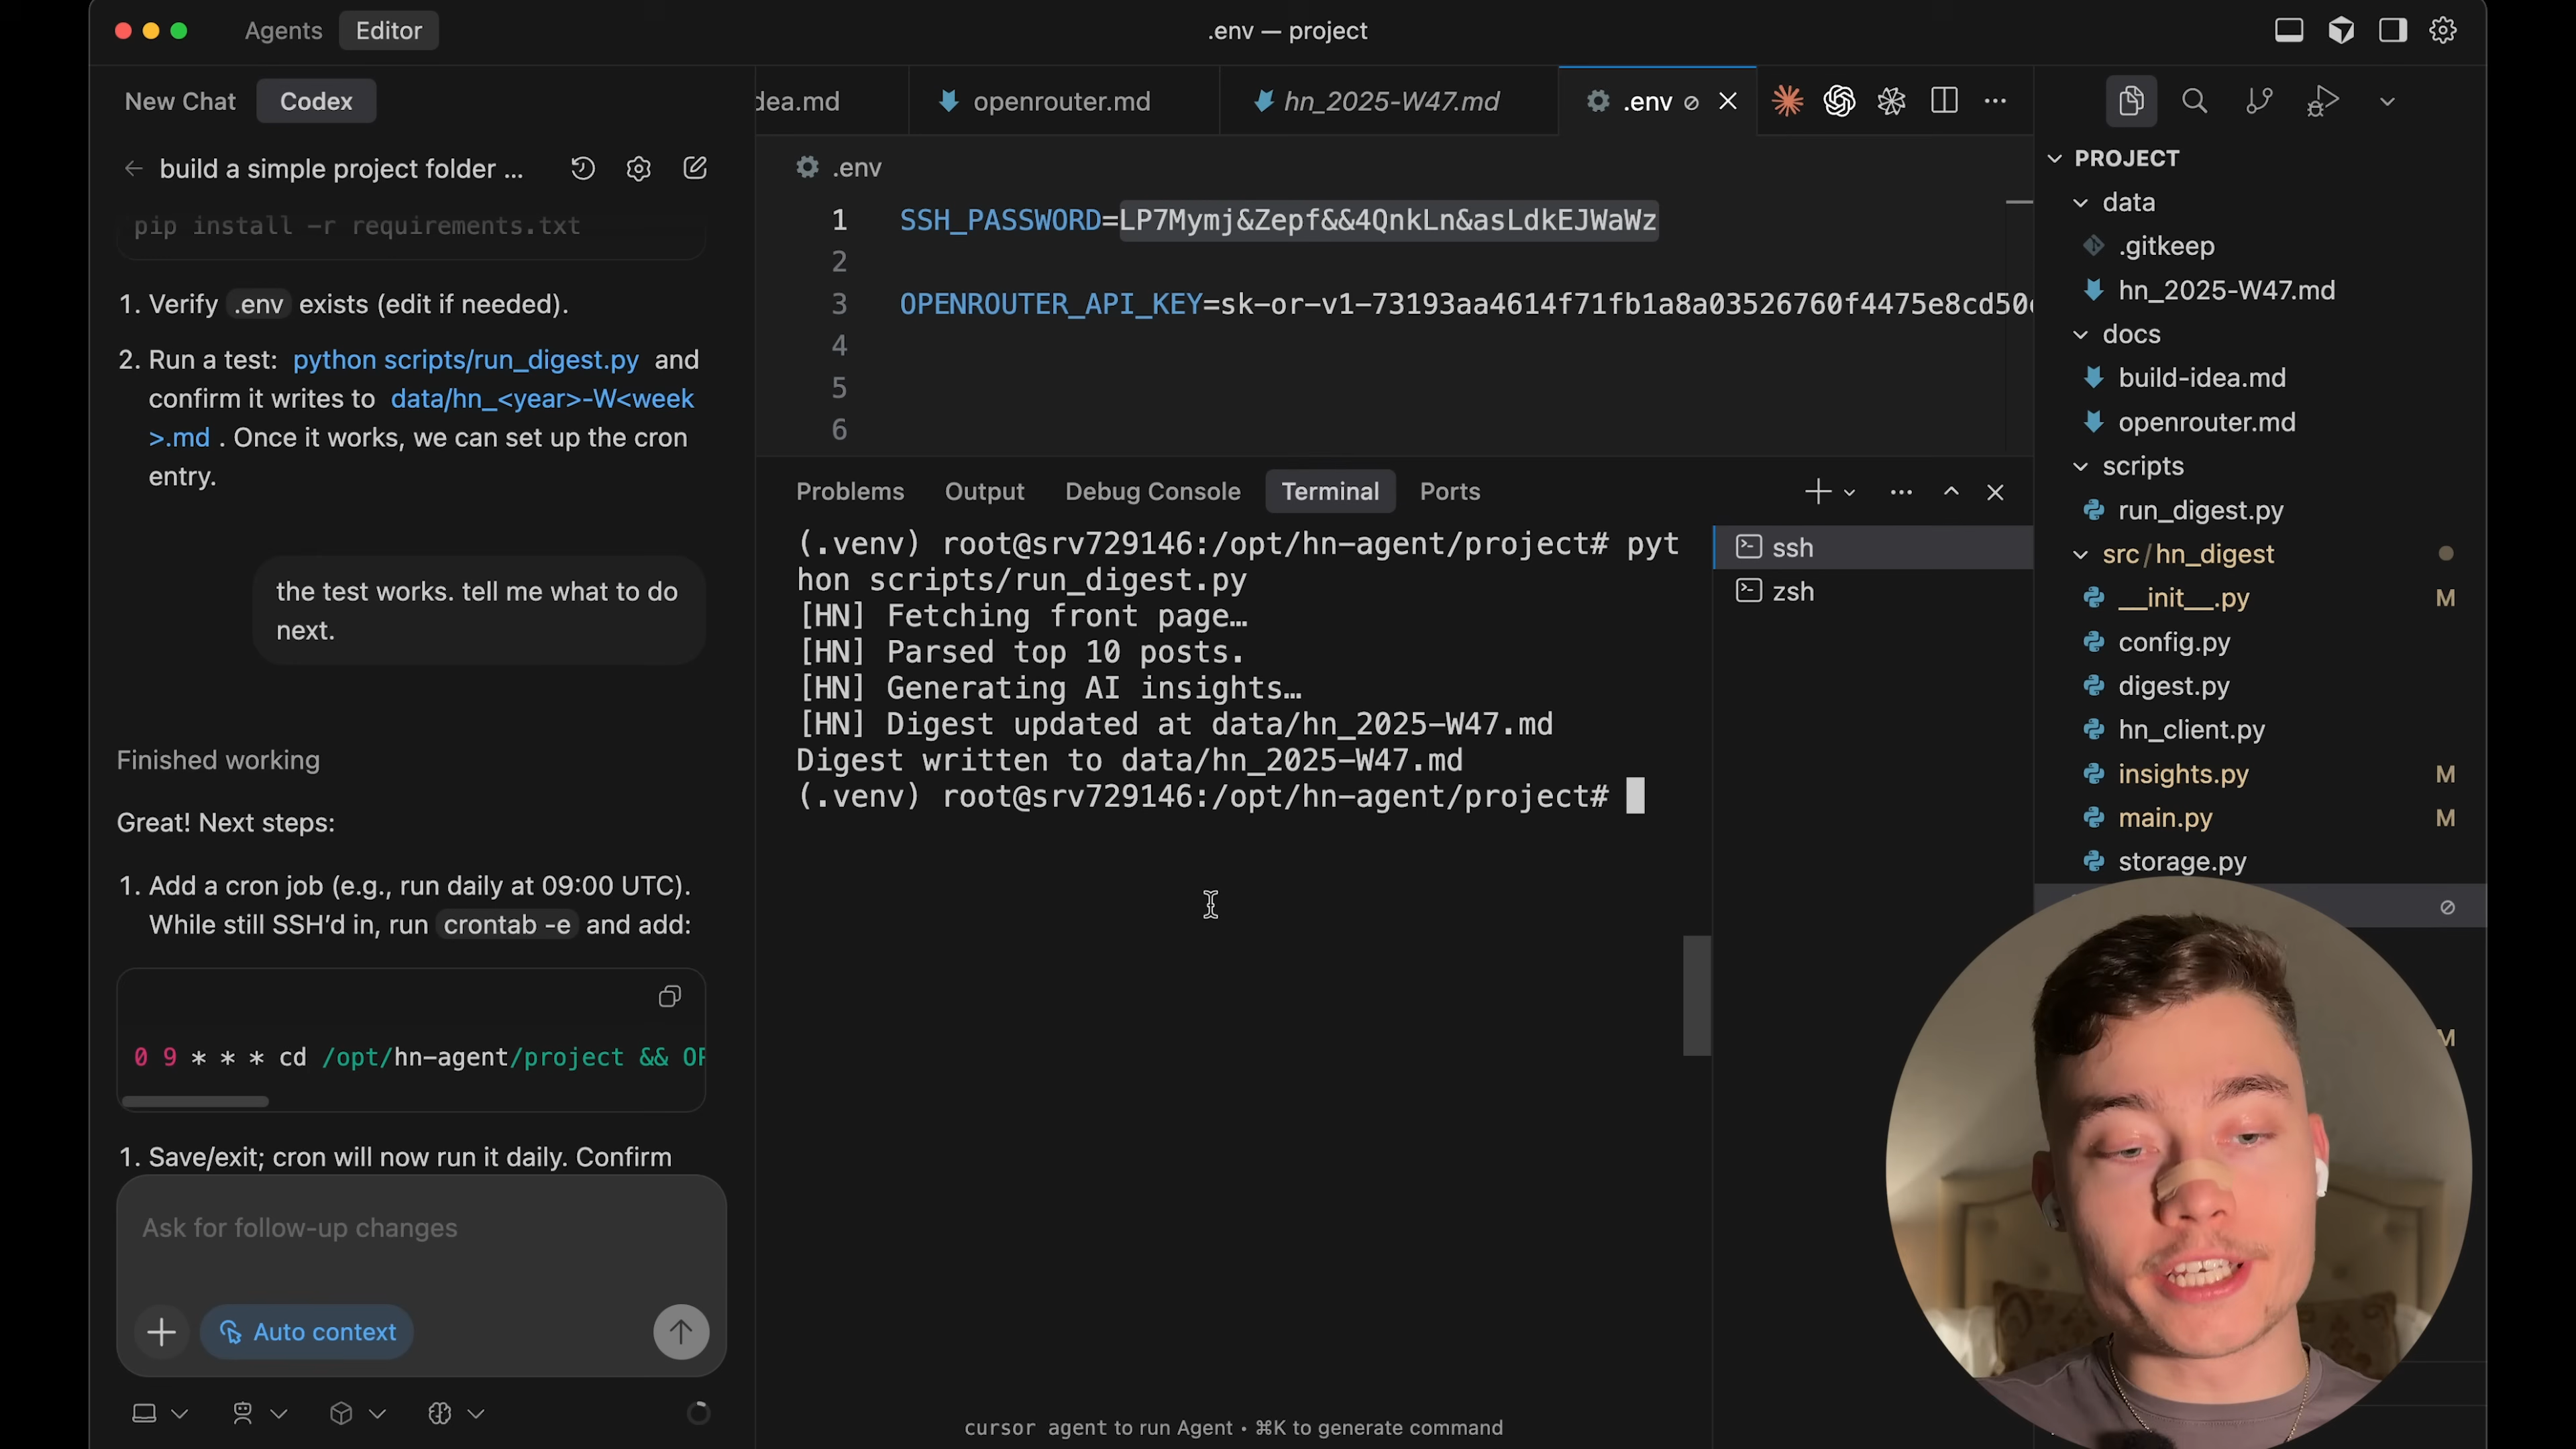 Agents Editor
.env — project
New Chat Codex
build a simple project folder ...
pip install -r requirements.txt
1. Verify .env exists (edit if needed).
2. Run a test: python scripts/run_digest.py and
confirm it writes to data/hn_<year>-W<week
>.md . Once it works, we can set up the cron
entry.
the test works. tell me what to do
next.
Finished working
Great! Next steps:
1. Add a cron job (e.g., run daily at 09:00 UTC).
While still SSH’d in, run crontab -e and add:
0 9 * * * cd /opt/hn-agent/project && OP
1. Save/exit; cron will now run it daily. Confirm
Ask for follow-up changes
Auto context
dea.md openrouter.md hn_2025-W47.md .env
.env
1 SSH_PASSWORD=LP7Mymj&Zepf&&4QnkLn&asLdkEJWaWz
2
3 OPENROUTER_API_KEY=sk-or-v1-73193aa4614f71fb1a8a03526760f4475e8cd50
4
5
6
Problems Output Debug Console Terminal Ports
(.venv) root@srv729146:/opt/hn-agent/project# pyt
hon scripts/run_digest.py
[HN] Fetching front page…
[HN] Parsed top 10 posts.
[HN] Generating AI insights…
[HN] Digest updated at data/hn_2025-W47.md
Digest written to data/hn_2025-W47.md
(.venv) root@srv729146:/opt/hn-agent/project#
ssh
zsh
cursor agent to run Agent • ⌘K to generate command
PROJECT
data
.gitkeep
hn_2025-W47.md
docs
build-idea.md
openrouter.md
scripts
run_digest.py
src/hn_digest
__init__.py M
config.py
digest.py
hn_client.py
insights.py M
main.py M
storage.py
M